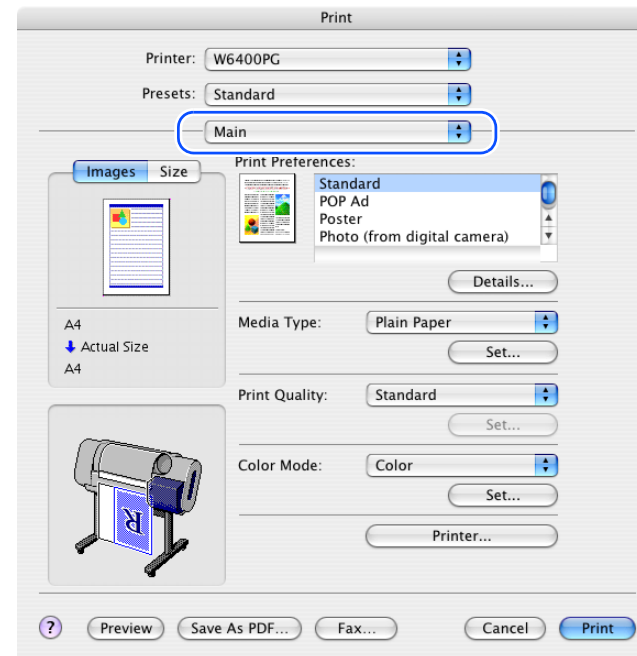 Print
Printer: W6400PG
Presets: Standard
Main
Images Size
A4
Actual Size
A4
Print Preferences:
Standard
POP Ad
Poster
Photo (from digital camera)
Details...
Media Type: Plain Paper
Set...
Print Quality: Standard
Set...
Color Mode: Color
Set...
Printer...
R
? Preview Save As PDF... Fax... Cancel Print